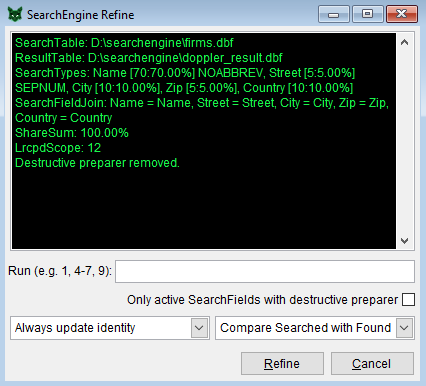 SearchEngine Refine
SearchTable: D:\searchengine\firms.dbf
ResultTable: D:\searchengine\doppler_result.dbf
SearchTypes: Name [70:70.00%] NOABBREV, Street [5:5.00%]
SEPNUM, City [10:10.00%], Zip [5:5.00%], Country [10:10.00%]
SearchFieldJoin: Name = Name, Street = Street, City = City, Zip = Zip,
Country = Country
ShareSum: 100.00%
LrcpdScope: 12
Destructive preparer removed.
Run (e.g. 1, 4-7, 9):
Only active SearchFields with destructive preparer
Always update identity
Compare Searched with Found
Refine
Cancel